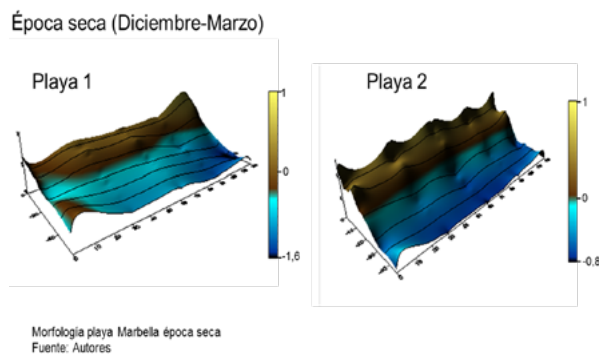 Época seca (Diciembre-Marzo)
Playa 1
1
0
-1,6
Playa 2
1
0
-0,8
Morfología playa Marbella época seca
Fuente: Autores